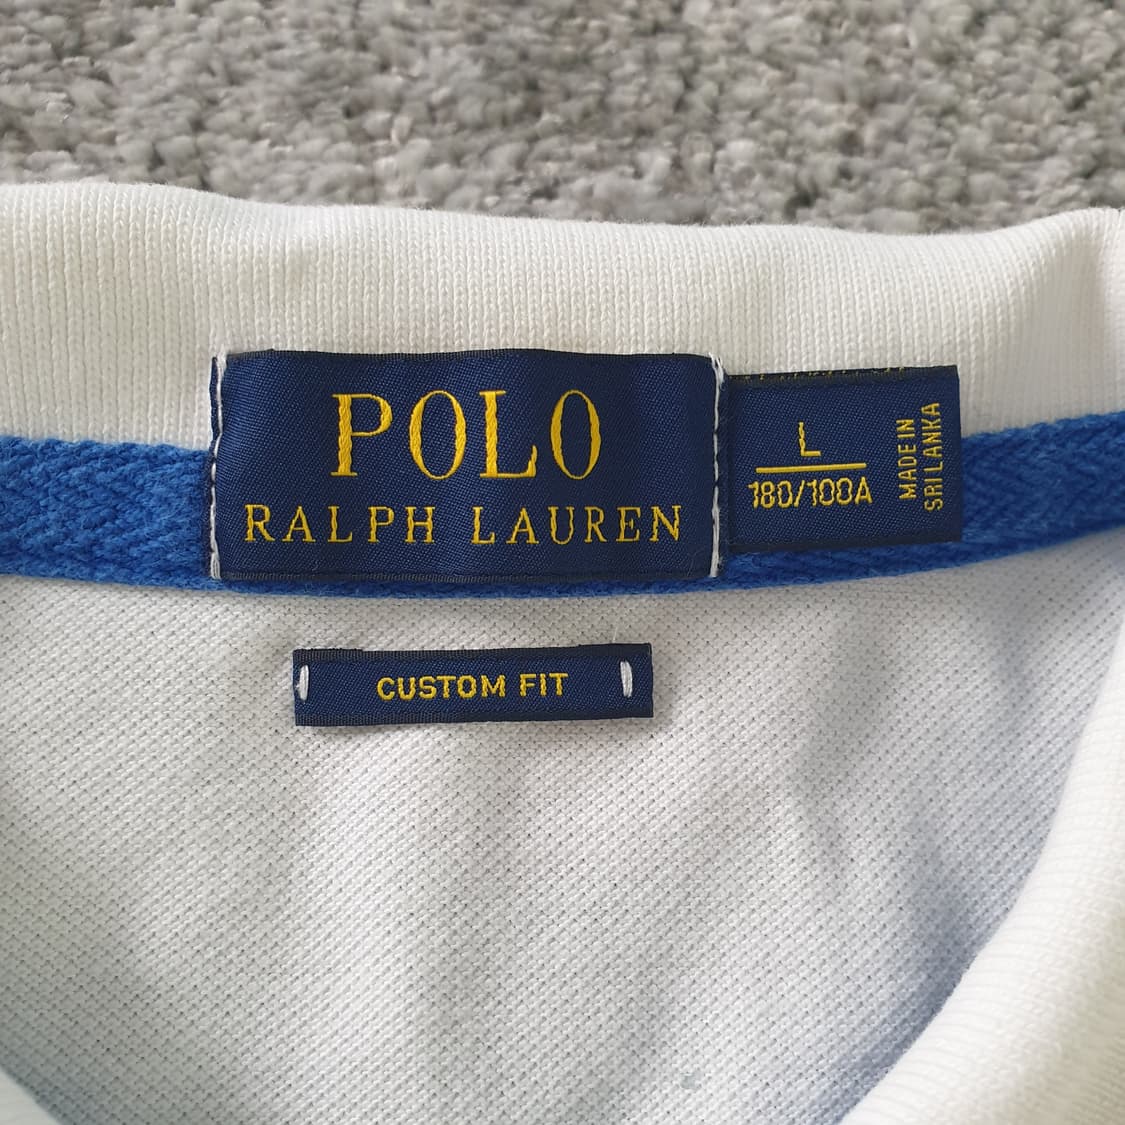 POLO
RALPH LAUREN
L
180/100A
MADE IN
SRI LANKA
CUSTOM FIT